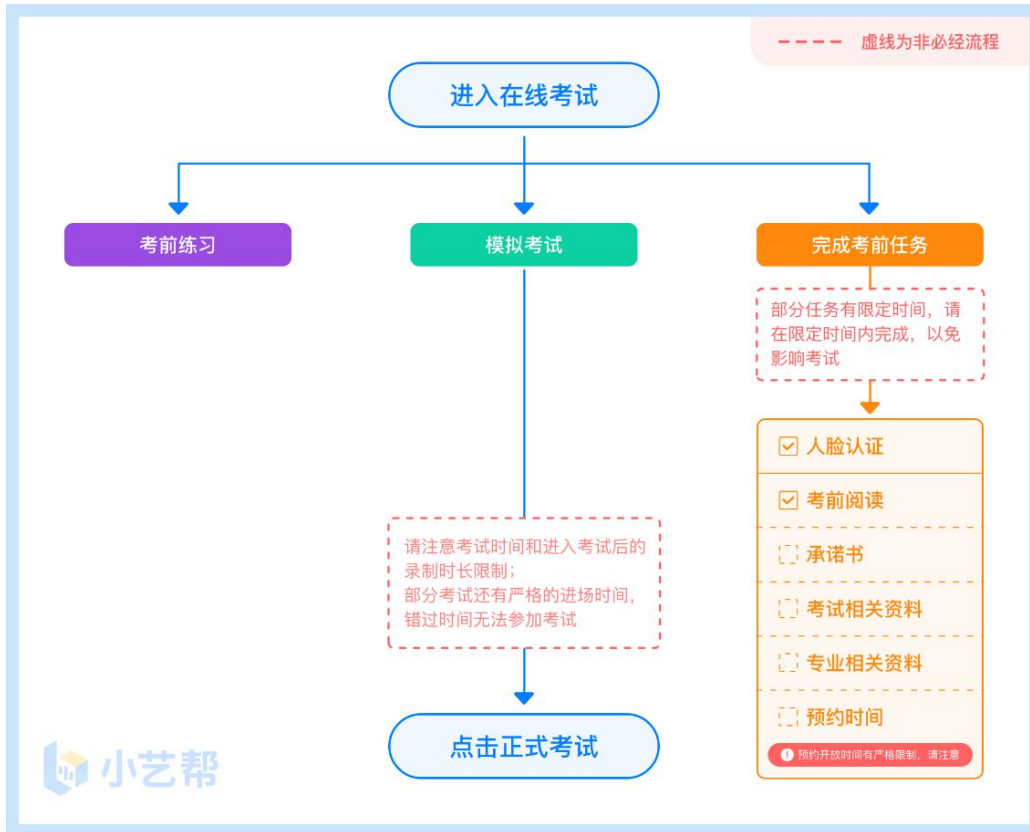 虚线为非必经流程
进入在线考试
考前练习
模拟考试
完成考前任务
部分任务有限定时间，请
在限定时间内完成，以免
影响考试
人脸认证
考前阅读
承诺书
考试相关资料
专业相关资料
预约时间
预约开放时间有严格限制，请注意
请注意考试时间和进入考试后的
录制时长限制；
部分考试还有严格的进场时间，
错过时间无法参加考试
点击正式考试
小艺帮